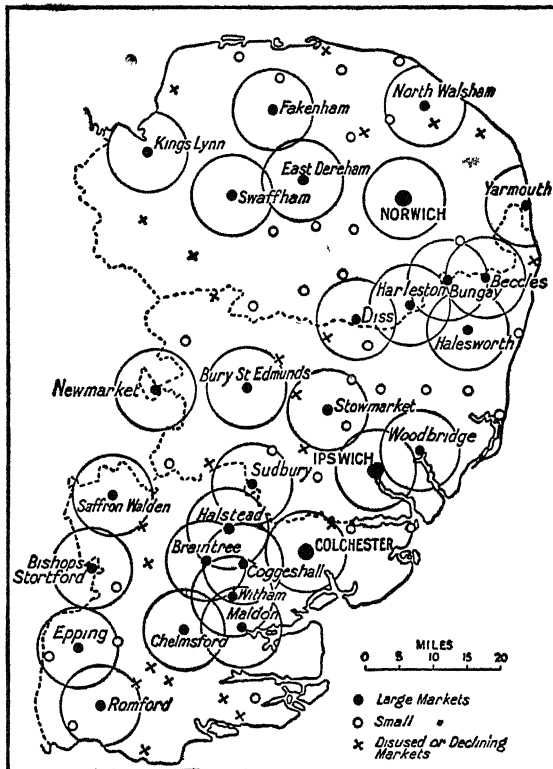 North Walsham
Fakenham
Kings Lynn
East Dereham
Swaffham
NORWICH
Yarmouth
Beccles
Bungay
Harleston
Diss
Halesworth
Newmarket
Bury St Edmunds
Stowmarket
Woodbridge
IPSWICH
Sudbury
Saffron Walden
Halstead
COLCHESTER
Braintree
Coggeshall
Bishops
Stortford
Witham
Maldon
Chelmsford
Epping
Romford
MILES
0 5 10 20
Large Markets
Small "
Disused or Declining
Markets